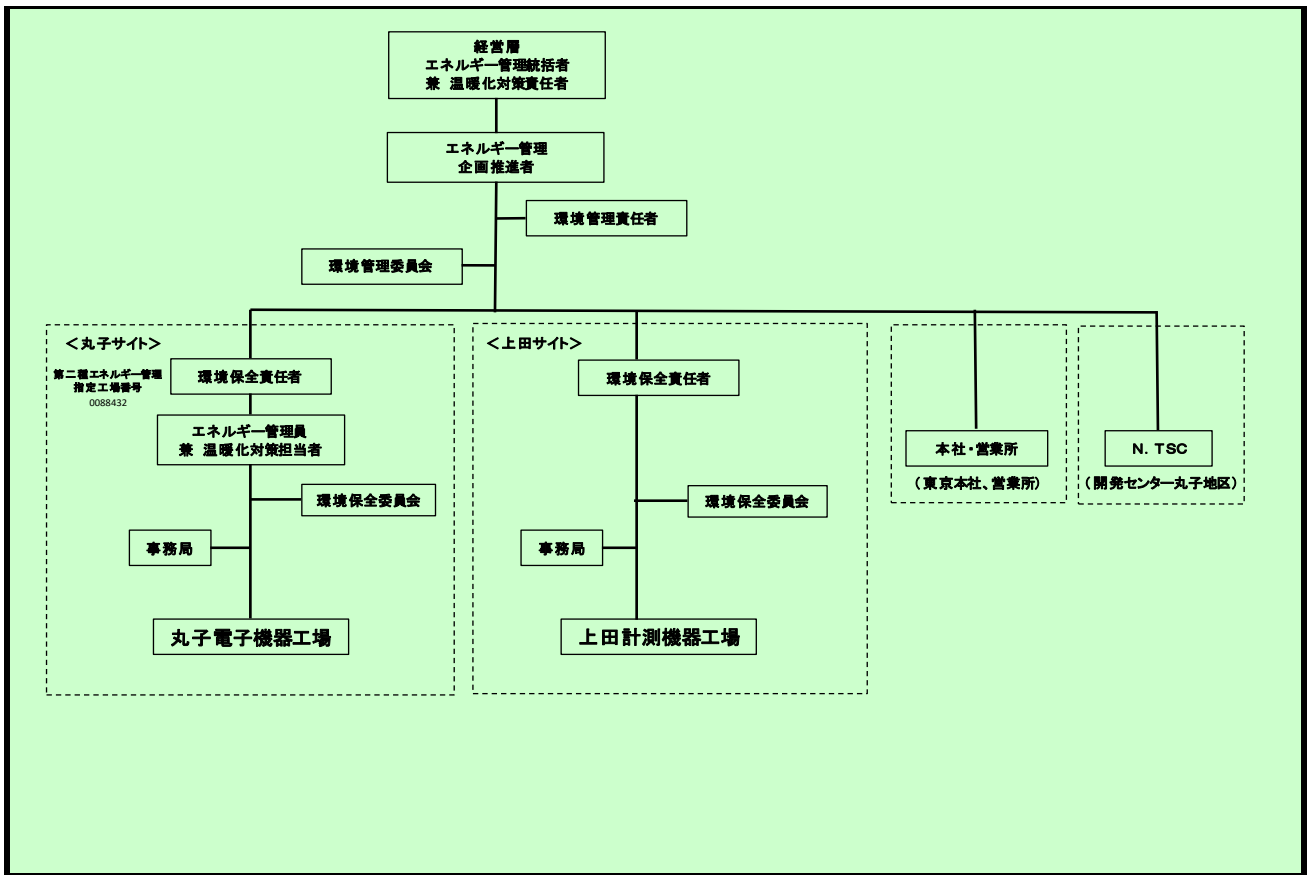 経営層
エネルギー管理統括者
兼 温暖化対策責任者
エネルギー管理
企画推進者
環境管理責任者
環境管理委員会
＜丸子サイト＞
第二種エネルギー管理
指定工場番号
0088432
環境保全責任者
エネルギー管理員
兼 温暖化対策担当者
環境保全委員会
事務局
丸子電子機器工場
＜上田サイト＞
環境保全責任者
環境保全委員会
事務局
上田計測機器工場
本社・営業所
（東京本社、営業所）
N. TSC
（開発センター丸子地区）